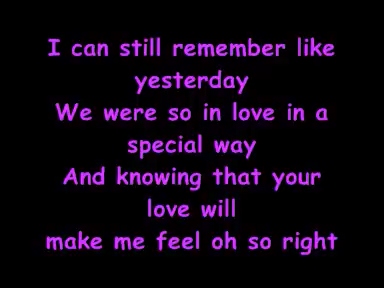 I can still remember like
yesterday
We were so in love in a
special way
And knowing that your
love will
make me feel oh so right